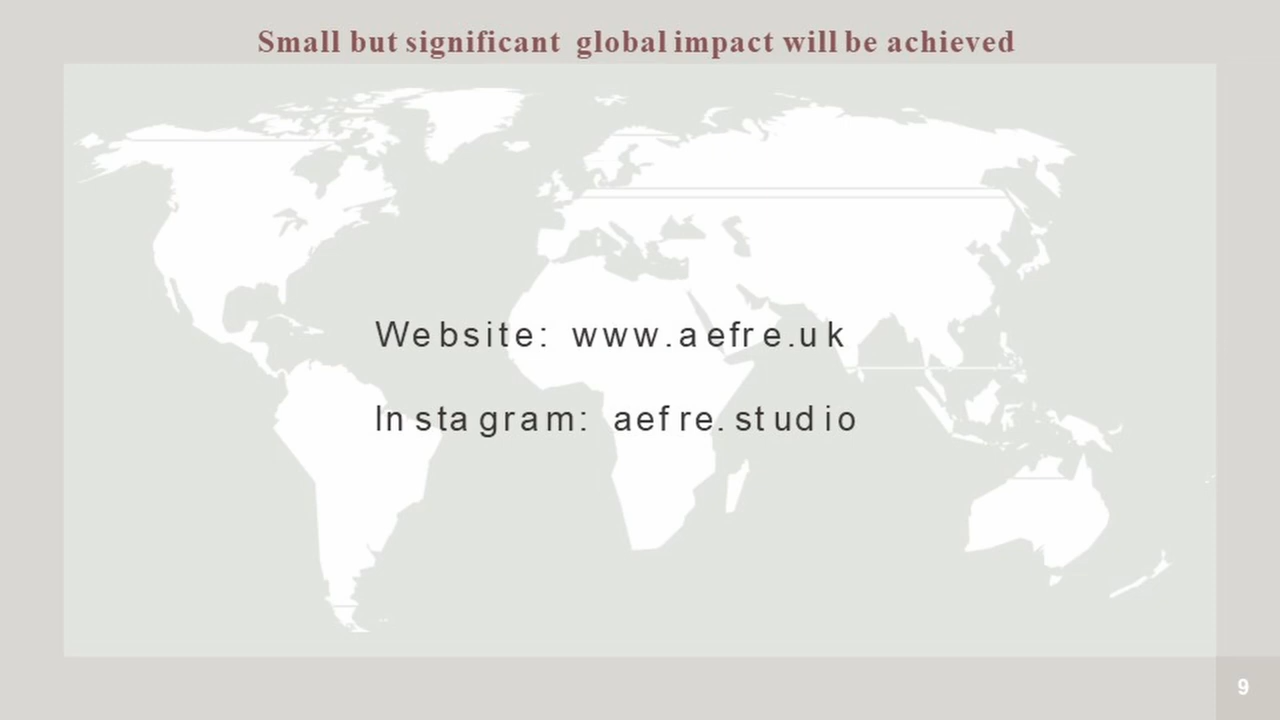 Small but significant global impact will be achieved
Website: www.aefre.uk
Instagram: aefre.studio
9